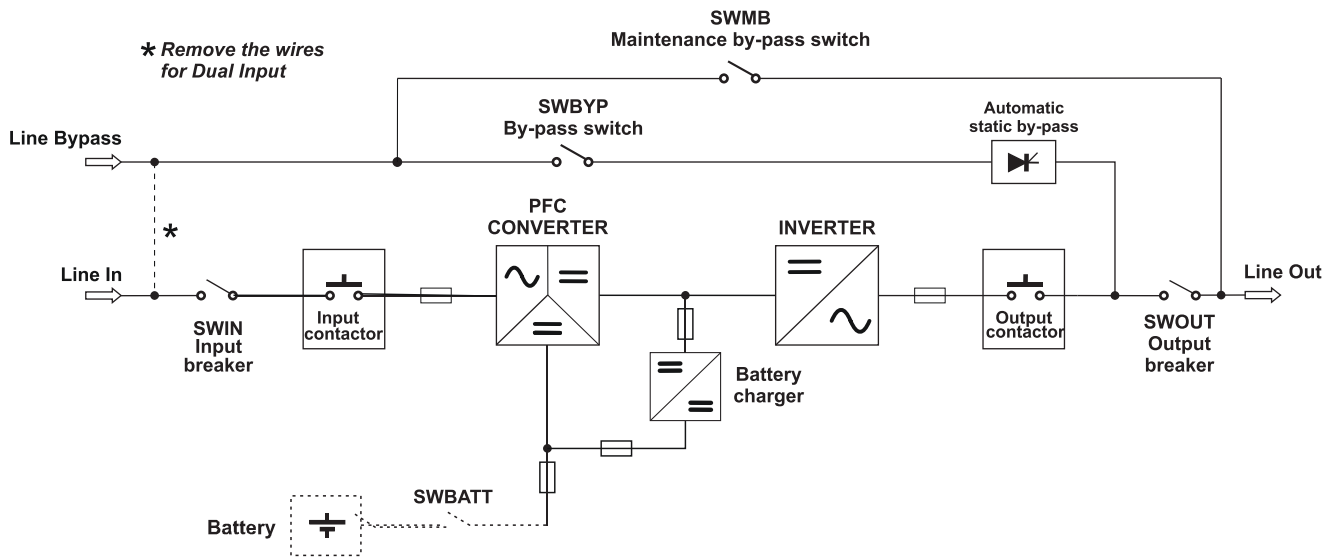 SWMB
Maintenance by-pass switch
* Remove the wires
for Dual Input
SWBYP
By-pass switch
Automatic
static by-pass
Line Bypass
PFC
CONVERTER
INVERTER
*
Line In
Line Out
Input
contactor
Output
contactor
SWIN
Input
breaker
SWOUT
Output
breaker
Battery
charger
SWBATT
Battery